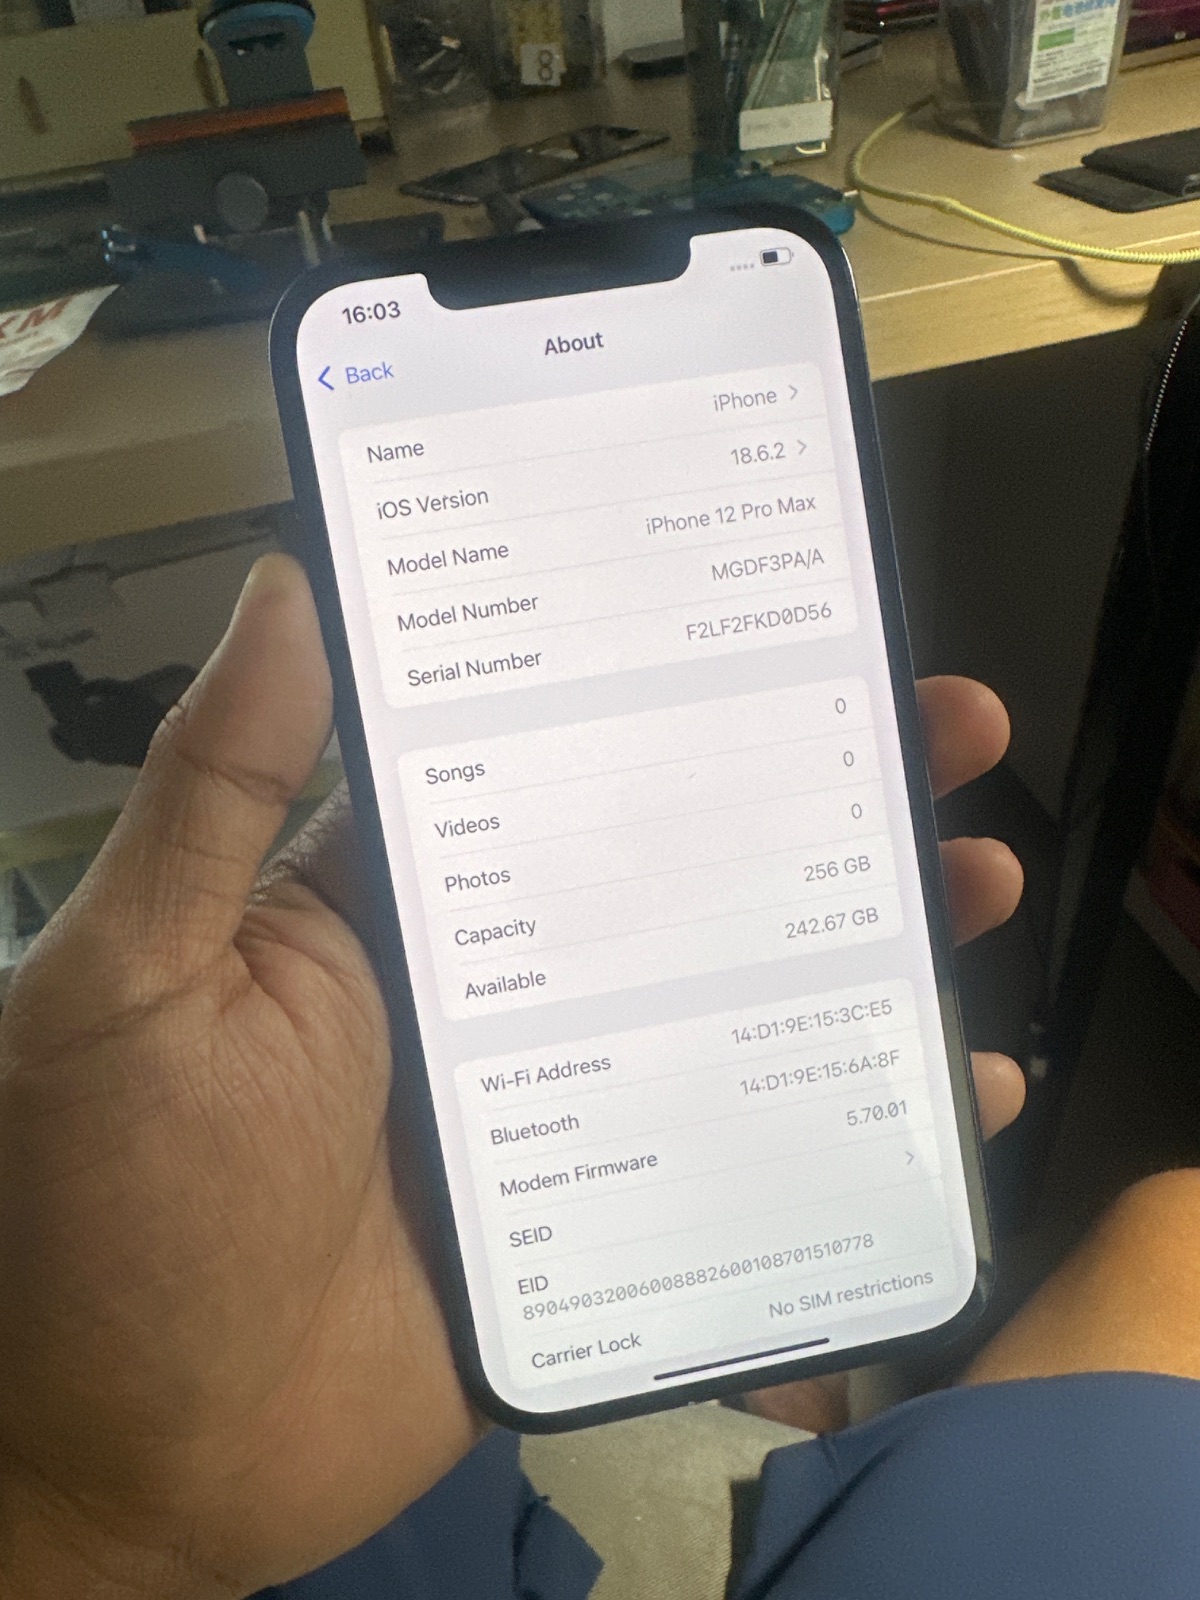 8
KM
16:03
About
Back
Name iPhone
iOS Version 18.6.2
Model Name iPhone 12 Pro Max
Model Number MGDF3PA/A
Serial Number F2LF2FKD0D56
Songs 0
Videos 0
Photos 0
Capacity 256 GB
Available 242.67 GB
Wi-Fi Address 14:D1:9E:15:3C:E5
Bluetooth 14:D1:9E:15:6A:8F
Modem Firmware 5.70.01
SEID
EID
89049032006008882600108701510778
Carrier Lock No SIM restrictions